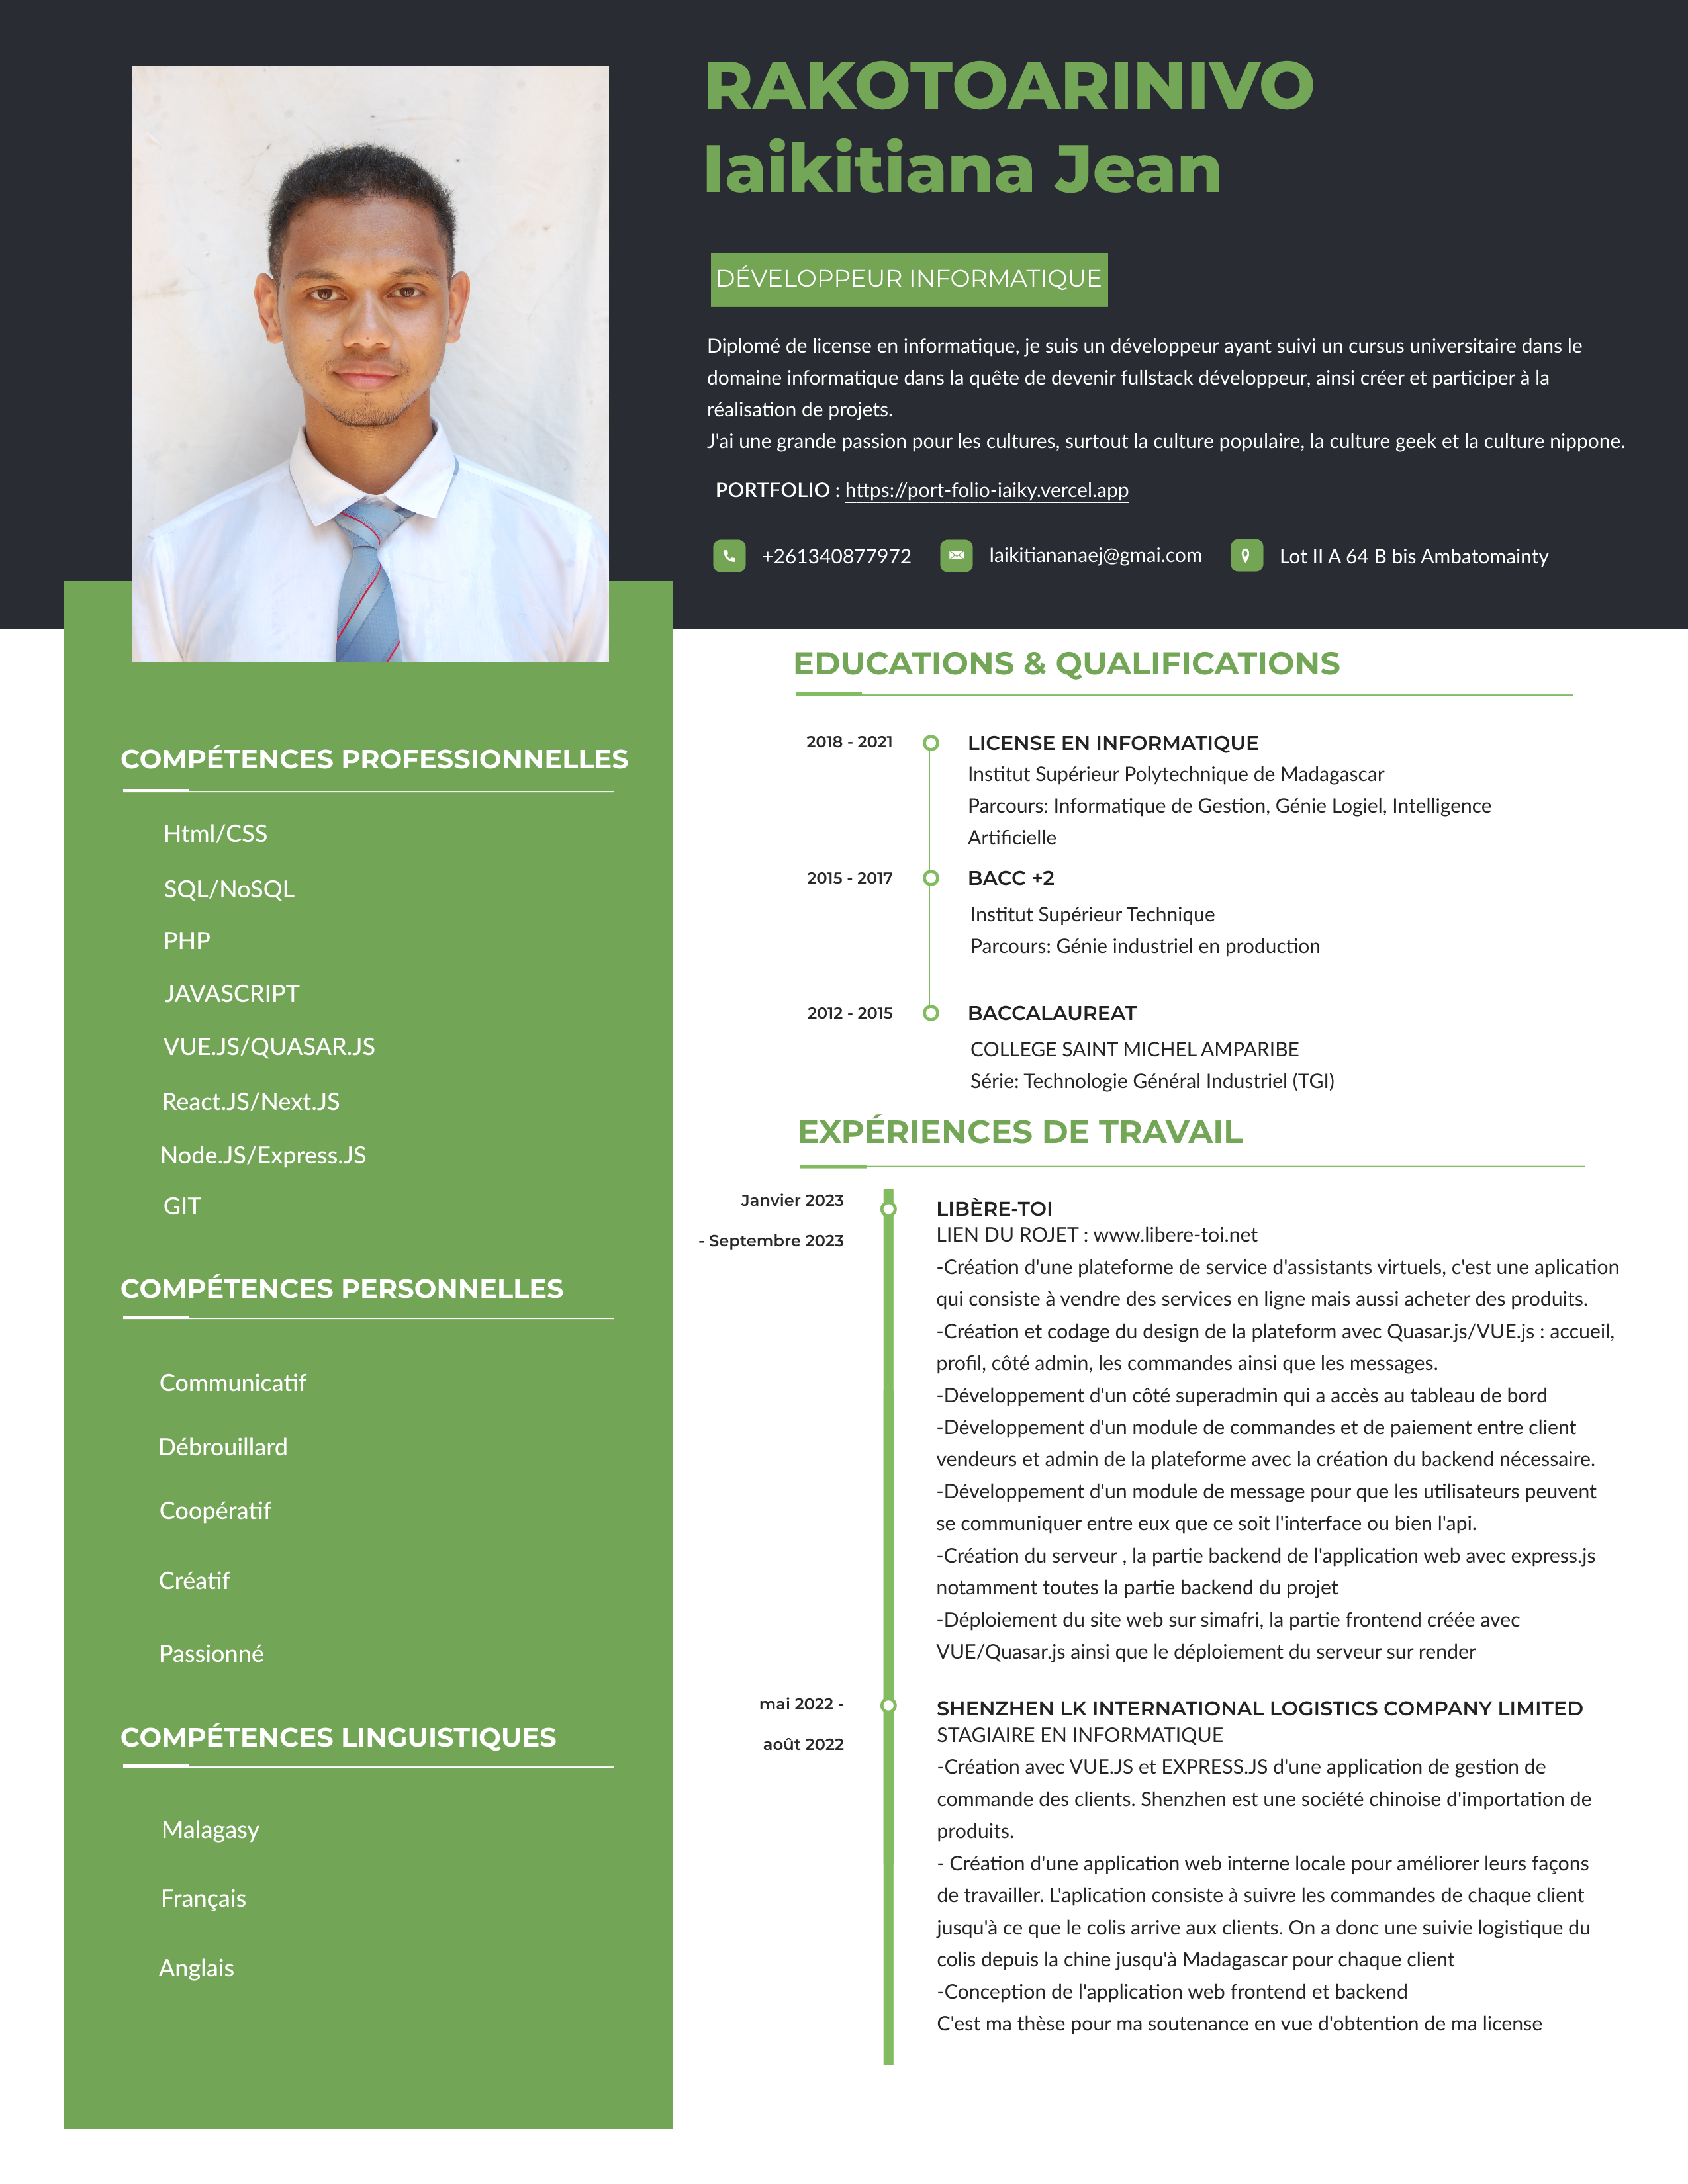 RAKOTOARINIVO
Iaikitiana Jean
DÉVELOPPEUR INFORMATIQUE
Diplomé de license en informatique, je suis un développeur ayant suivi un cursus universitaire dans le
domaine informatique dans la quête de devenir fullstack développeur, ainsi créer et participer à la
réalisation de projets.
J'ai une grande passion pour les cultures, surtout la culture populaire, la culture geek et la culture nippone.
PORTFOLIO : https://port-folio-iaiky.vercel.app
+261340877972
Iaikitiananaej@gmai.com
Lot II A 64 B bis Ambatomainty
COMPÉTENCES PROFESSIONNELLES
Html/CSS
SQL/NoSQL
PHP
JAVASCRIPT
VUE.JS/QUASAR.JS
React.JS/Next.JS
Node.JS/Express.JS
GIT
COMPÉTENCES PERSONNELLES
Communicatif
Débrouillard
Coopératif
Créatif
Passionné
COMPÉTENCES LINGUISTIQUES
Malagasy
Français
Anglais
EDUCATIONS & QUALIFICATIONS
2018 - 2021
LICENSE EN INFORMATIQUE
Institut Supérieur Polytechnique de Madagascar
Parcours: Informatique de Gestion, Génie Logiel, Intelligence
Artificielle
2015 - 2017
BACC +2
Institut Supérieur Technique
Parcours: Génie industriel en production
2012 - 2015
BACCALAUREAT
COLLEGE SAINT MICHEL AMPARIBE
Série: Technologie Général Industriel (TGI)
EXPÉRIENCES DE TRAVAIL
Janvier 2023
- Septembre 2023
LIBÈRE-TOI
LIEN DU ROJET : www.libere-toi.net
-Création d'une plateforme de service d'assistants virtuels, c'est une aplication
qui consiste à vendre des services en ligne mais aussi acheter des produits.
-Création et codage du design de la plateform avec Quasar.js/VUE.js : accueil,
profil, côté admin, les commandes ainsi que les messages.
-Développement d'un côté superadmin qui a accès au tableau de bord
-Développement d'un module de commandes et de paiement entre client
vendeurs et admin de la plateforme avec la création du backend nécessaire.
-Développement d'un module de message pour que les utilisateurs peuvent
se communiquer entre eux que ce soit l'interface ou bien l'api.
-Création du serveur , la partie backend de l'application web avec express.js
notamment toutes la partie backend du projet
-Déploiement du site web sur simafri, la partie frontend créée avec
VUE/Quasar.js ainsi que le déploiement du serveur sur render
mai 2022 -
août 2022
SHENZHEN LK INTERNATIONAL LOGISTICS COMPANY LIMITED
STAGIAIRE EN INFORMATIQUE
-Création avec VUE.JS et EXPRESS.JS d'une application de gestion de
commande des clients. Shenzhen est une société chinoise d'importation de
produits.
- Création d'une application web interne locale pour améliorer leurs façons
de travailler. L'aplication consiste à suivre les commandes de chaque client
jusqu'à ce que le colis arrive aux clients. On a donc une suivie logistique du
colis depuis la chine jusqu'à Madagascar pour chaque client
-Conception de l'application web frontend et backend
C'est ma thèse pour ma soutenance en vue d'obtention de ma license